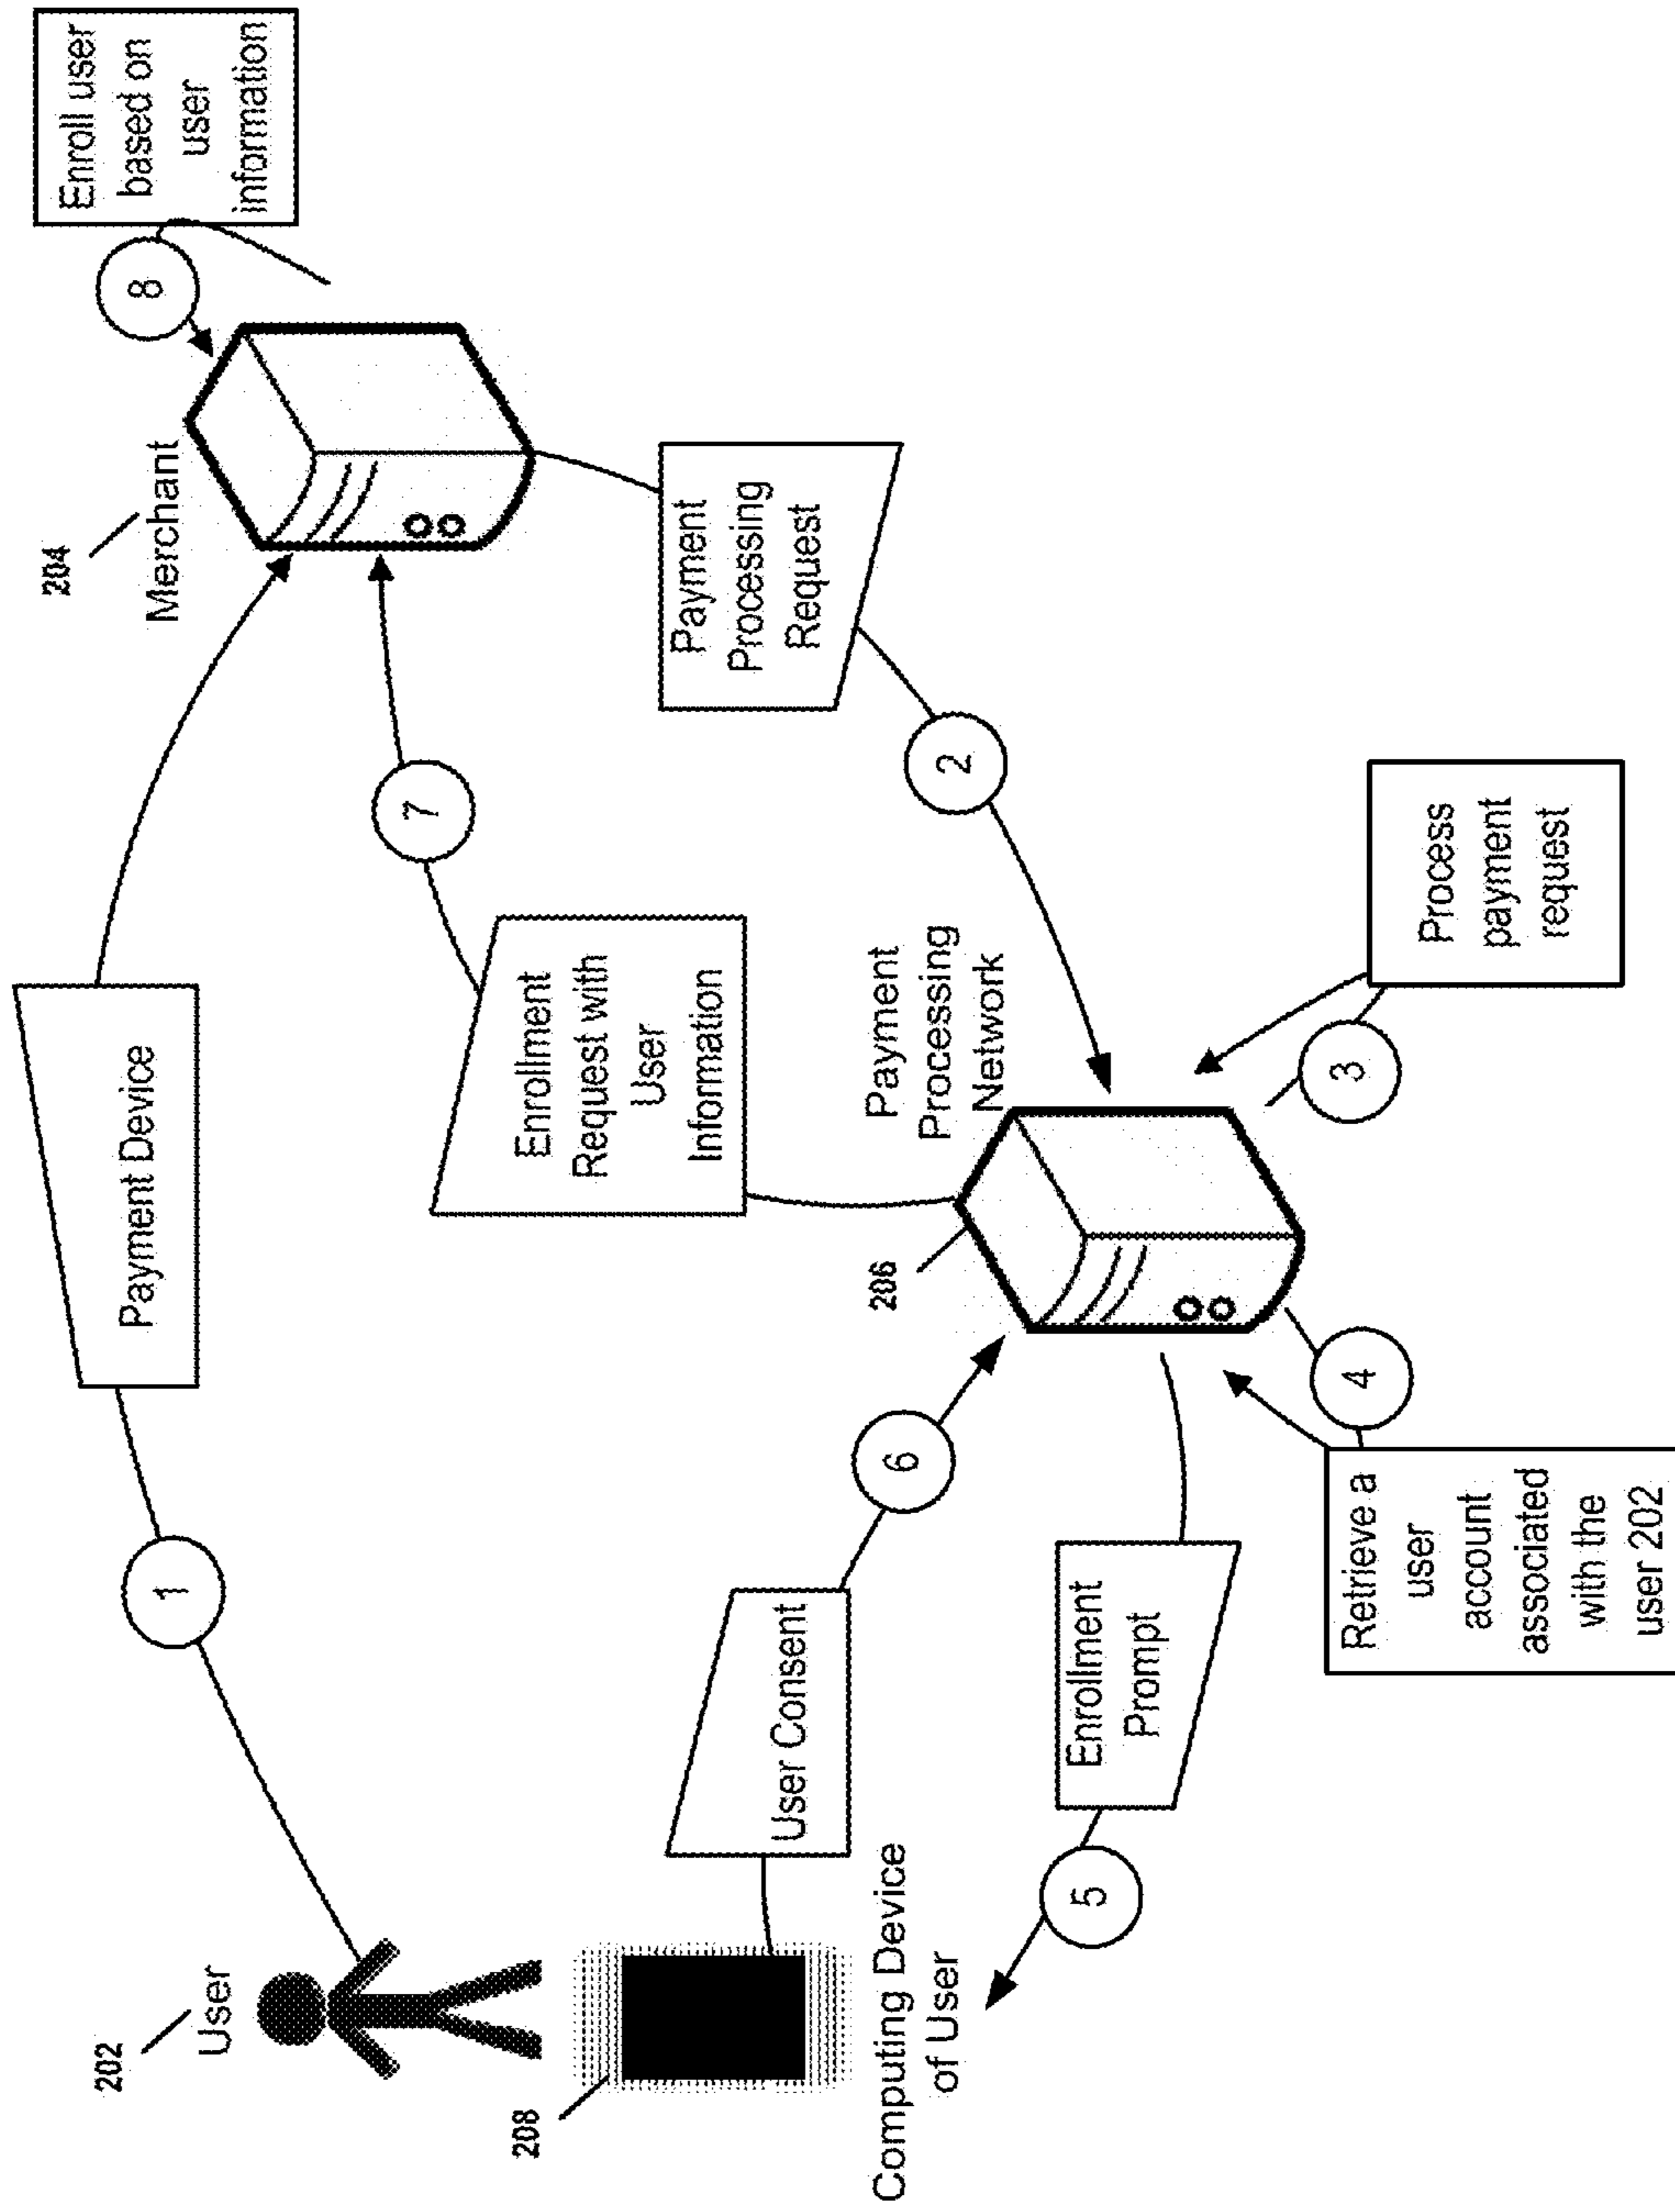 202
User
1
Payment Device
204
Merchant
8
Enroll user
based on
user
information
208
Computing Device
of User
User Consent
6
7
Enrollment
Request with
User
Information
Payment
Processing
Request
2
206
Payment
Processing
Network
5
Enrollment
Prompt
4
Retrieve a
user
account
associated
with the
user 202
3
Process
payment
request